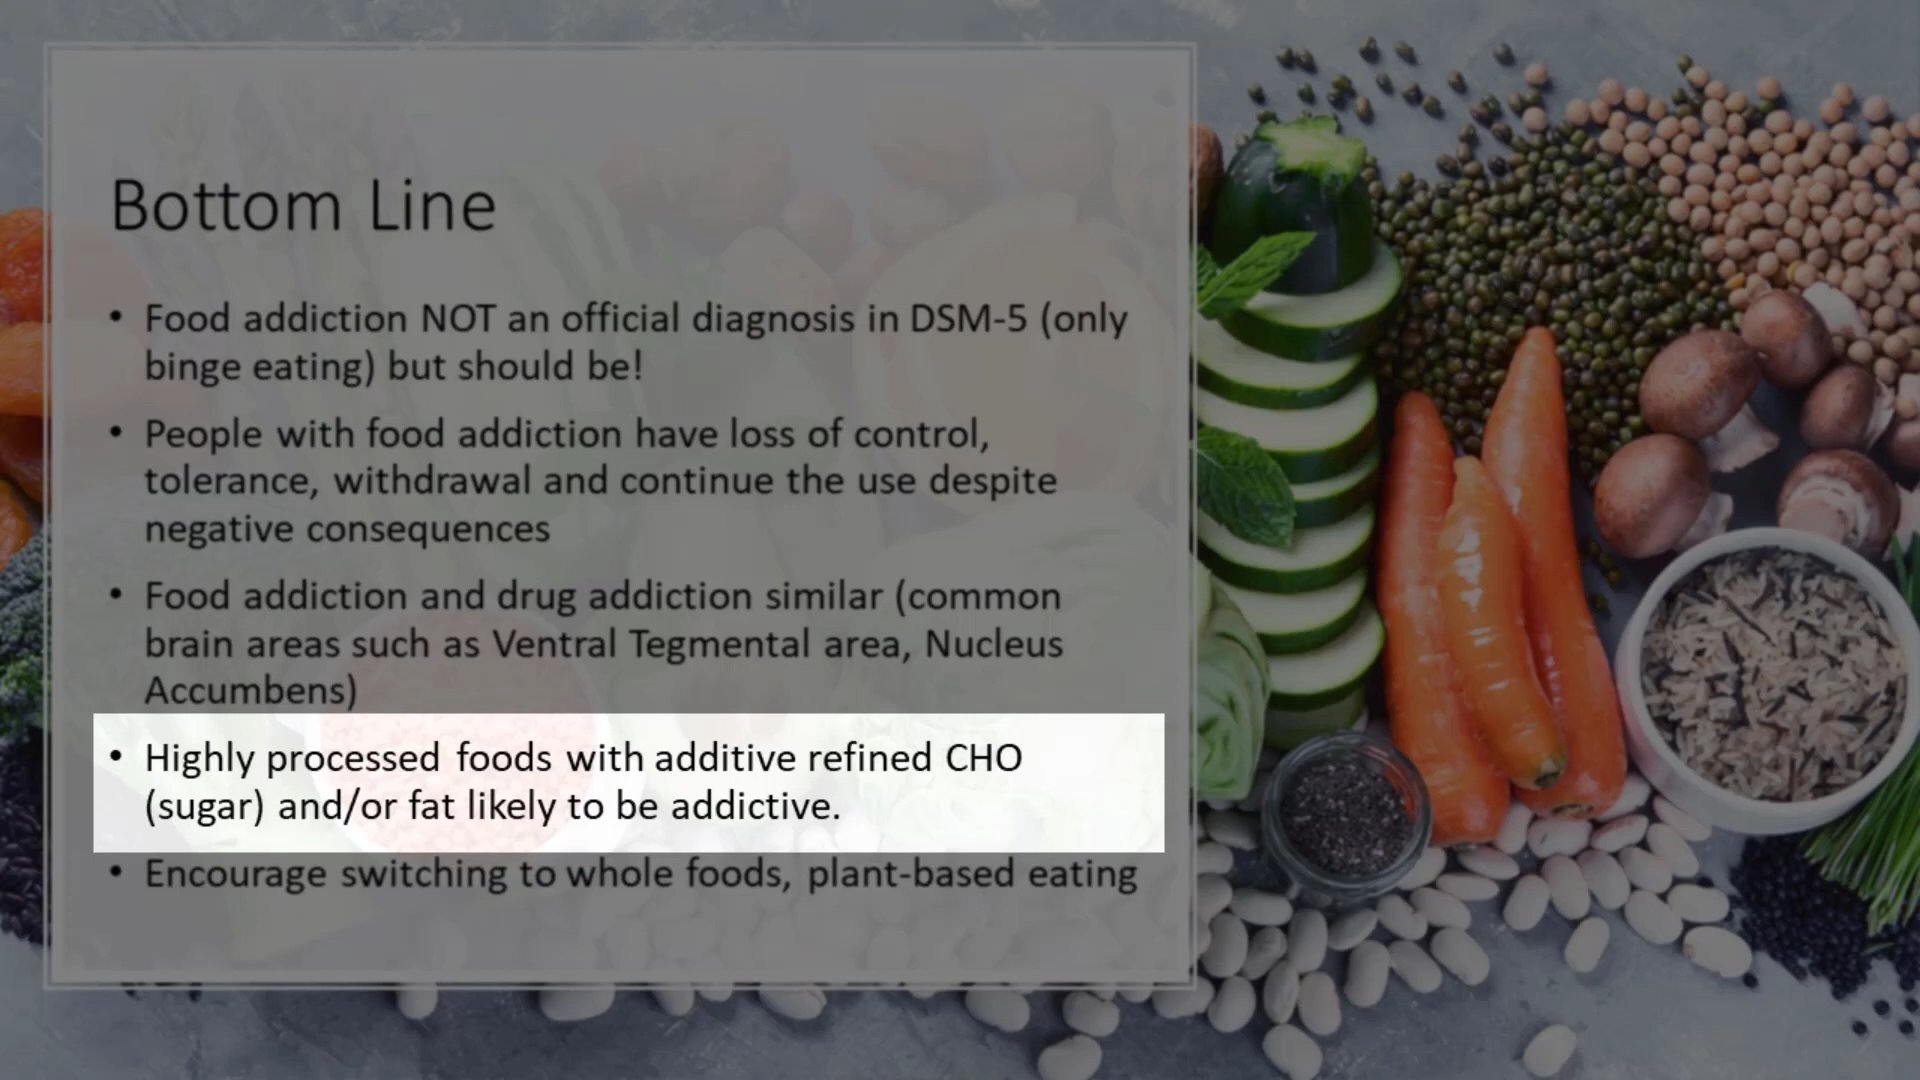 Bottom Line
• Food addiction NOT an official diagnosis in DSM-5 (only
binge eating) but should be!
• People with food addiction have loss of control,
tolerance, withdrawal and continue the use despite
negative consequences
• Food addiction and drug addiction similar (common
brain areas such as Ventral Tegmental area, Nucleus
Accumbens)
• Highly processed foods with additive refined CHO
(sugar) and/or fat likely to be addictive.
• Encourage switching to whole foods, plant-based eating